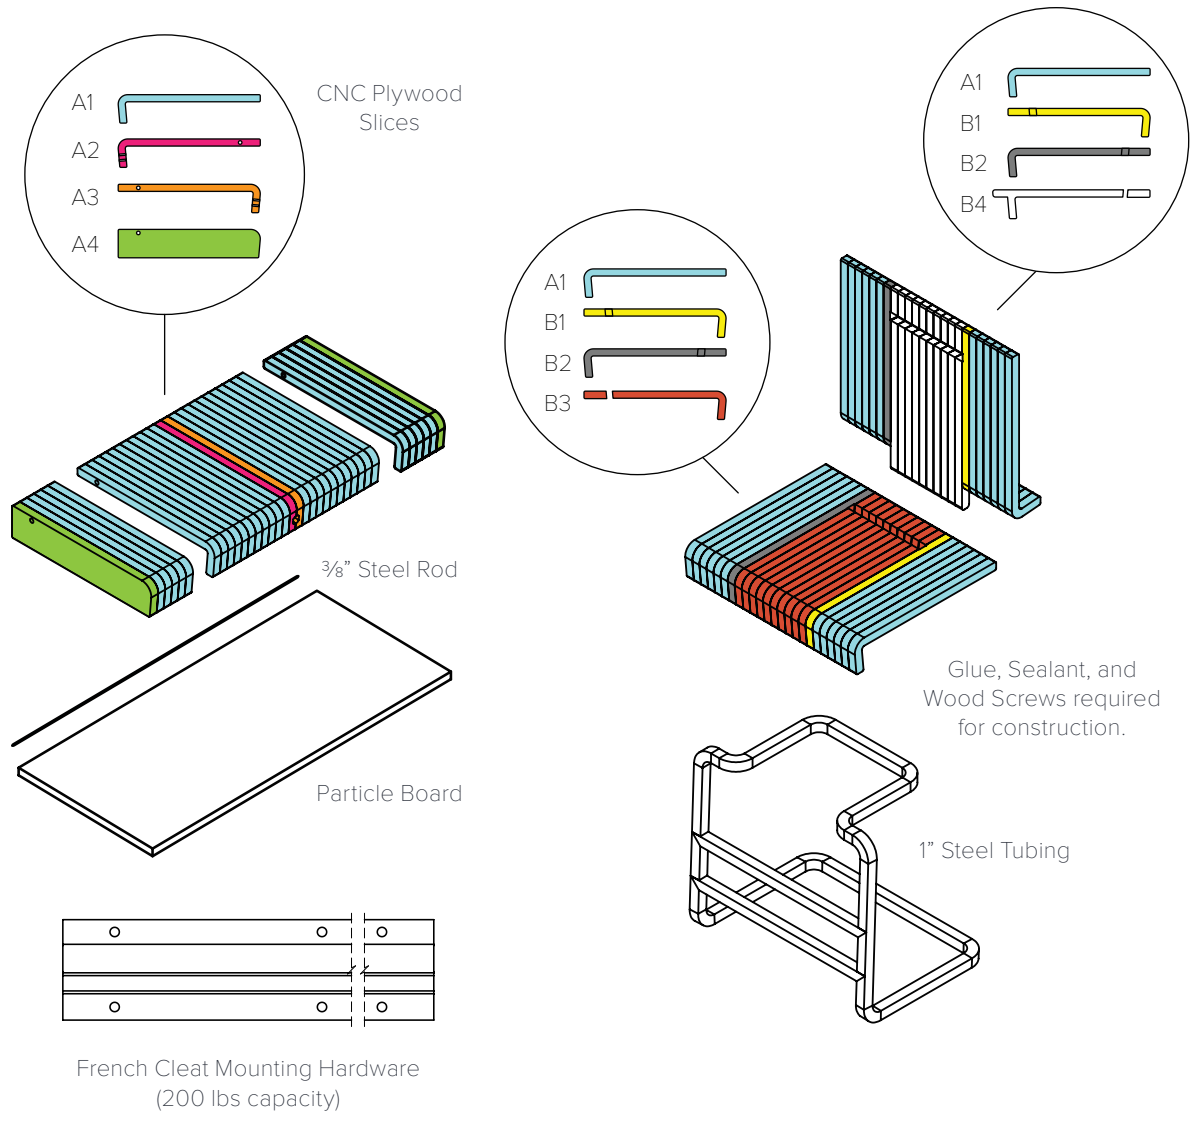 CNC Plywood
Slices
A1
A2
A3
A4
A1
B1
B2
B3
A1
B1
B2
B4
⅜” Steel Rod
Particle Board
Glue, Sealant, and
Wood Screws required
for construction.
1” Steel Tubing
French Cleat Mounting Hardware
(200 lbs capacity)